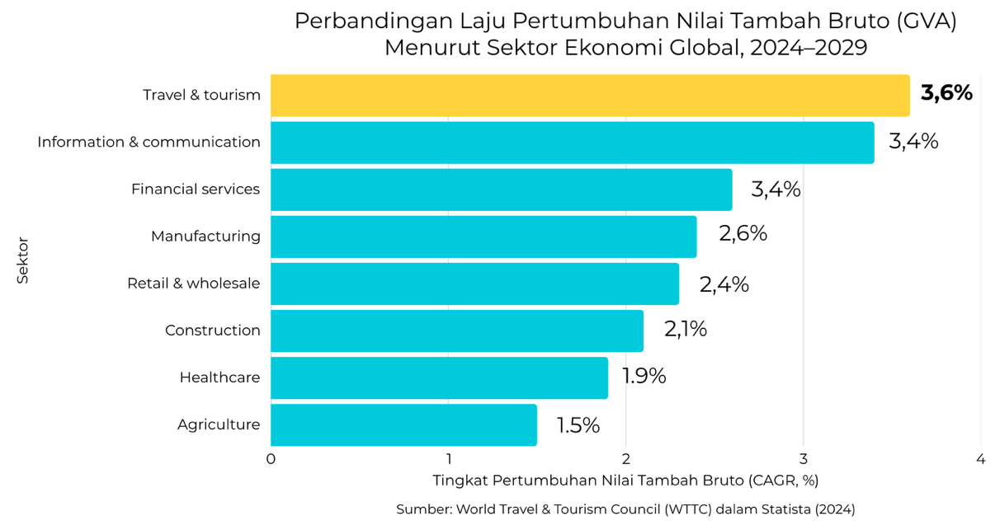 Perbandingan Laju Pertumbuhan Nilai Tambah Bruto (GVA)
Menurut Sektor Ekonomi Global, 2024–2029
Travel & tourism
3,6%
Information & communication
3,4%
Financial services
3,4%
Manufacturing
2,6%
Retail & wholesale
2,4%
Construction
2,1%
Healthcare
1.9%
Agriculture
1.5%
Sektor
0 1 2 3 4
Tingkat Pertumbuhan Nilai Tambah Bruto (CAGR, %)
Sumber: World Travel & Tourism Council (WTTC) dalam Statista (2024)